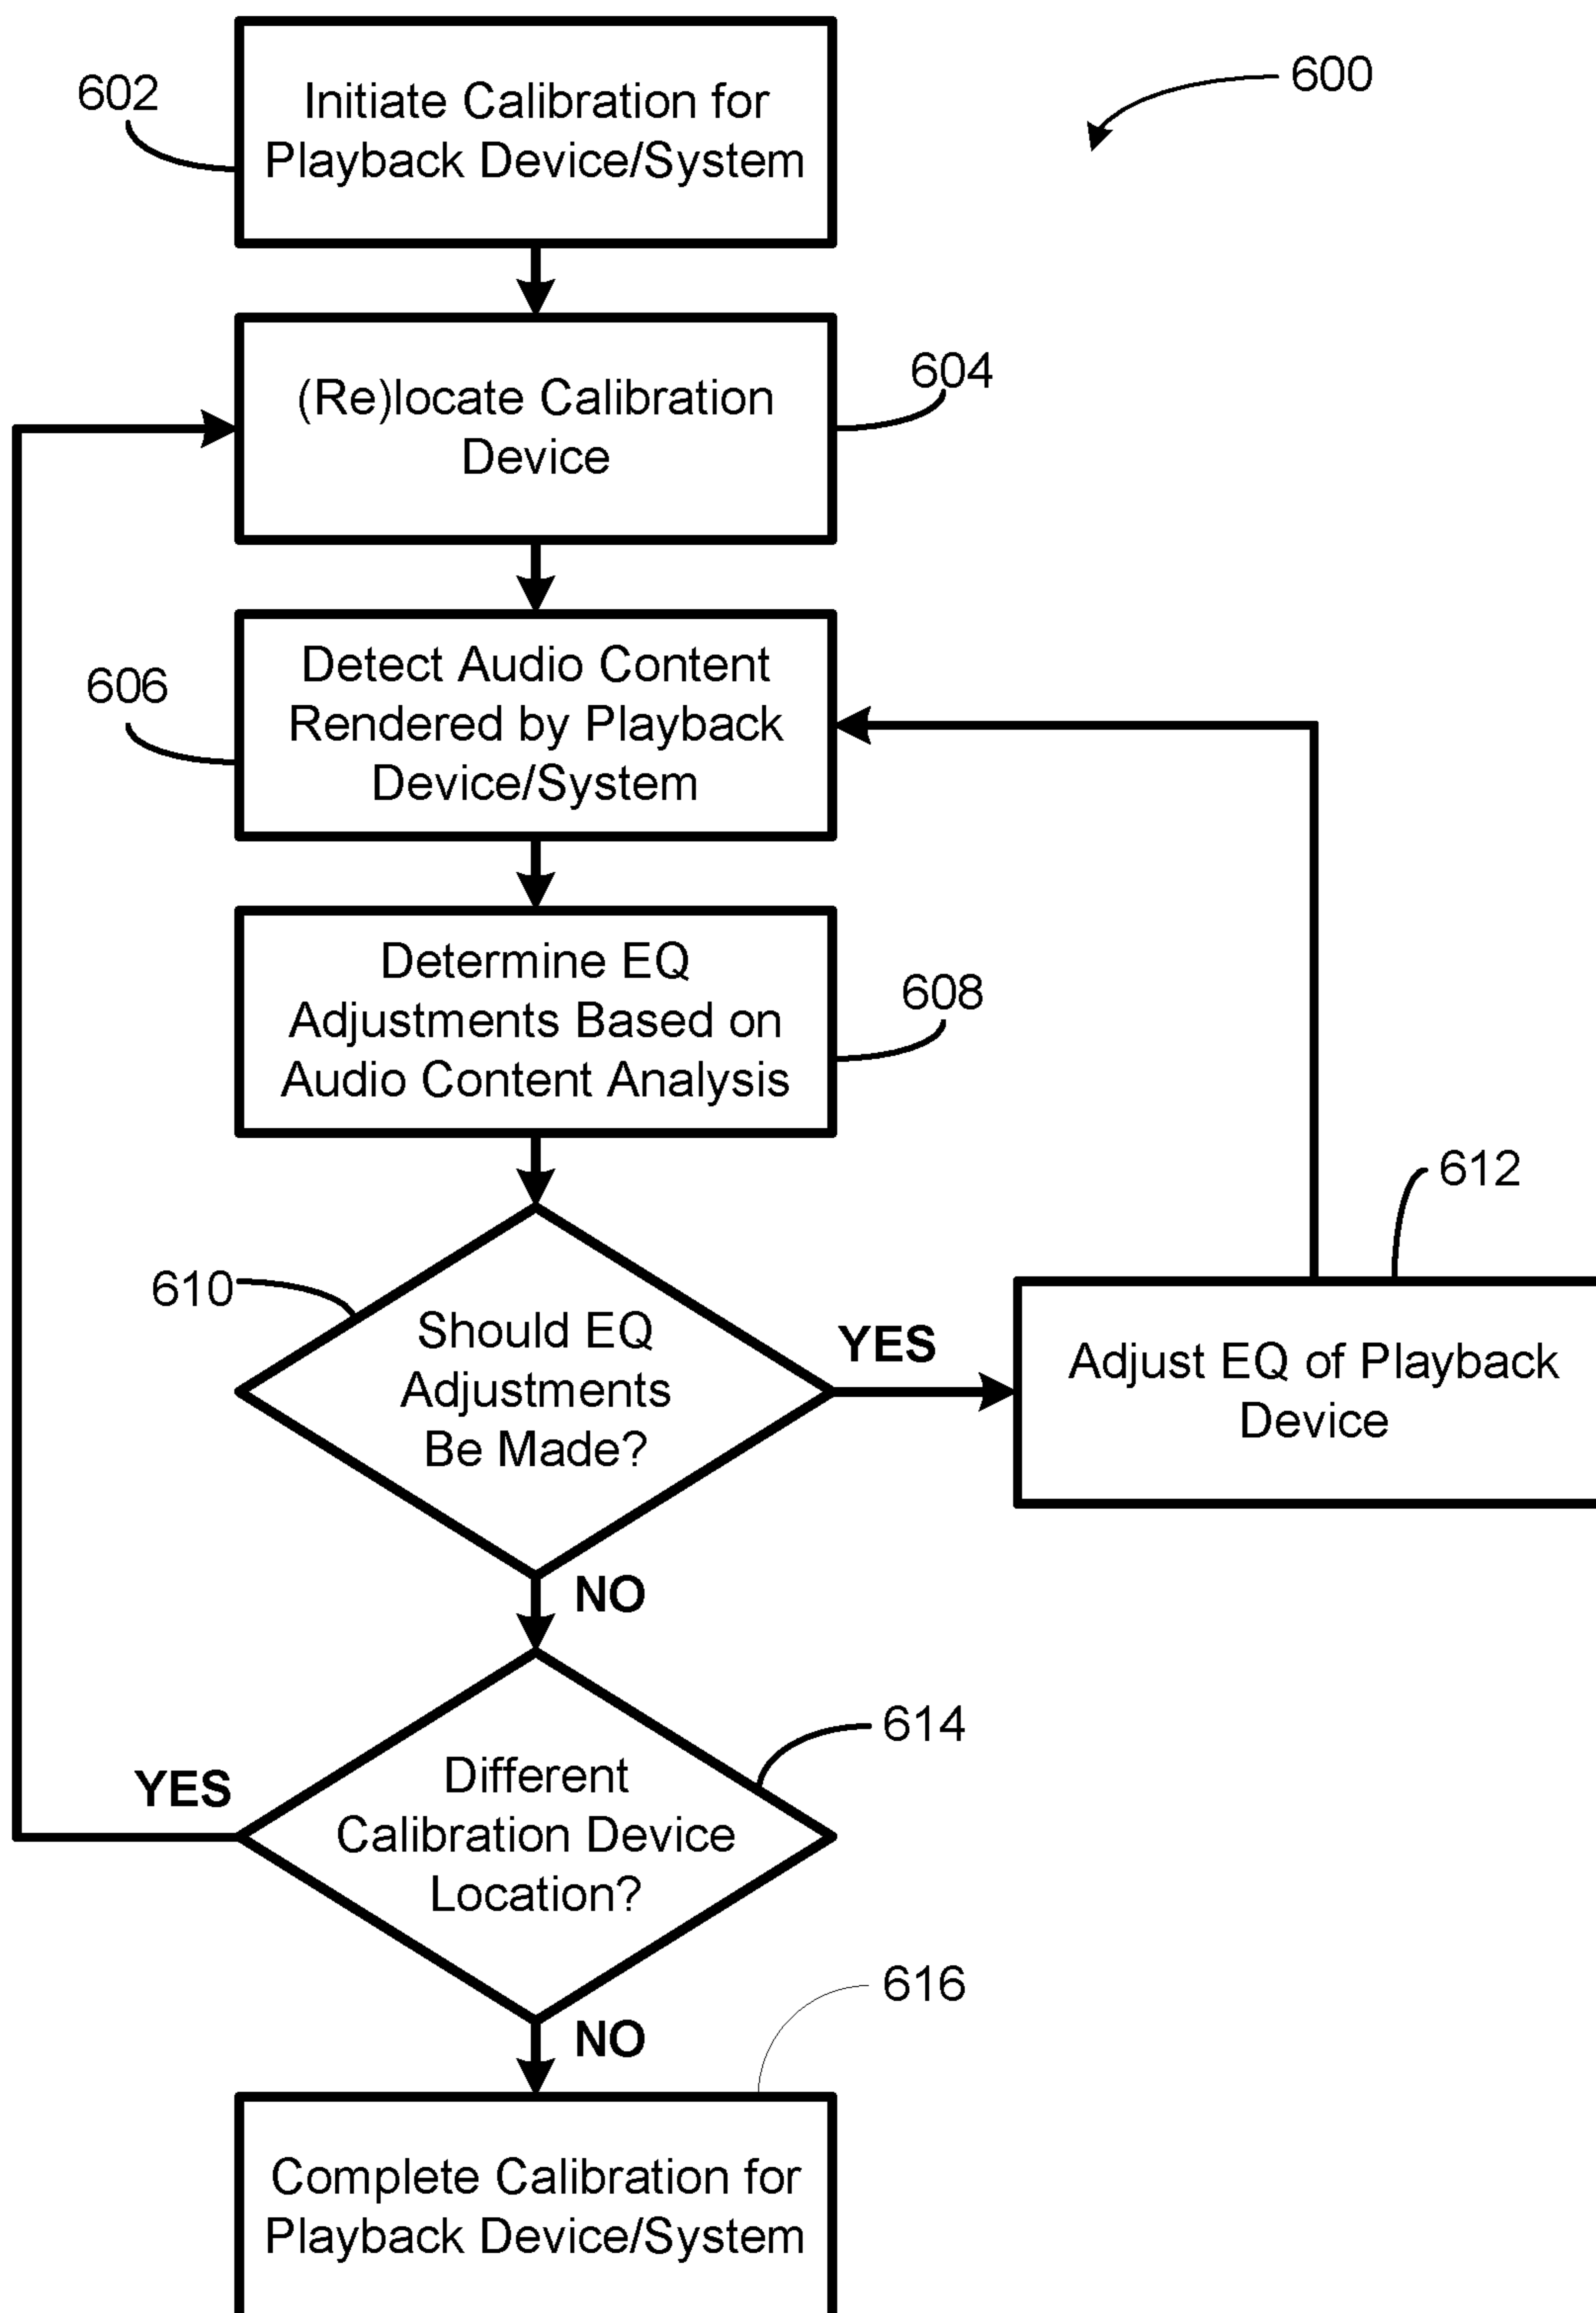 600
602
Initiate Calibration for
Playback Device/System
604
(Re)locate Calibration
Device
606
Detect Audio Content
Rendered by Playback
Device/System
608
Determine EQ
Adjustments Based on
Audio Content Analysis
610
Should EQ
Adjustments
Be Made?
YES
612
Adjust EQ of Playback
Device
NO
614
Different
Calibration Device
Location?
YES
NO
616
Complete Calibration for
Playback Device/System